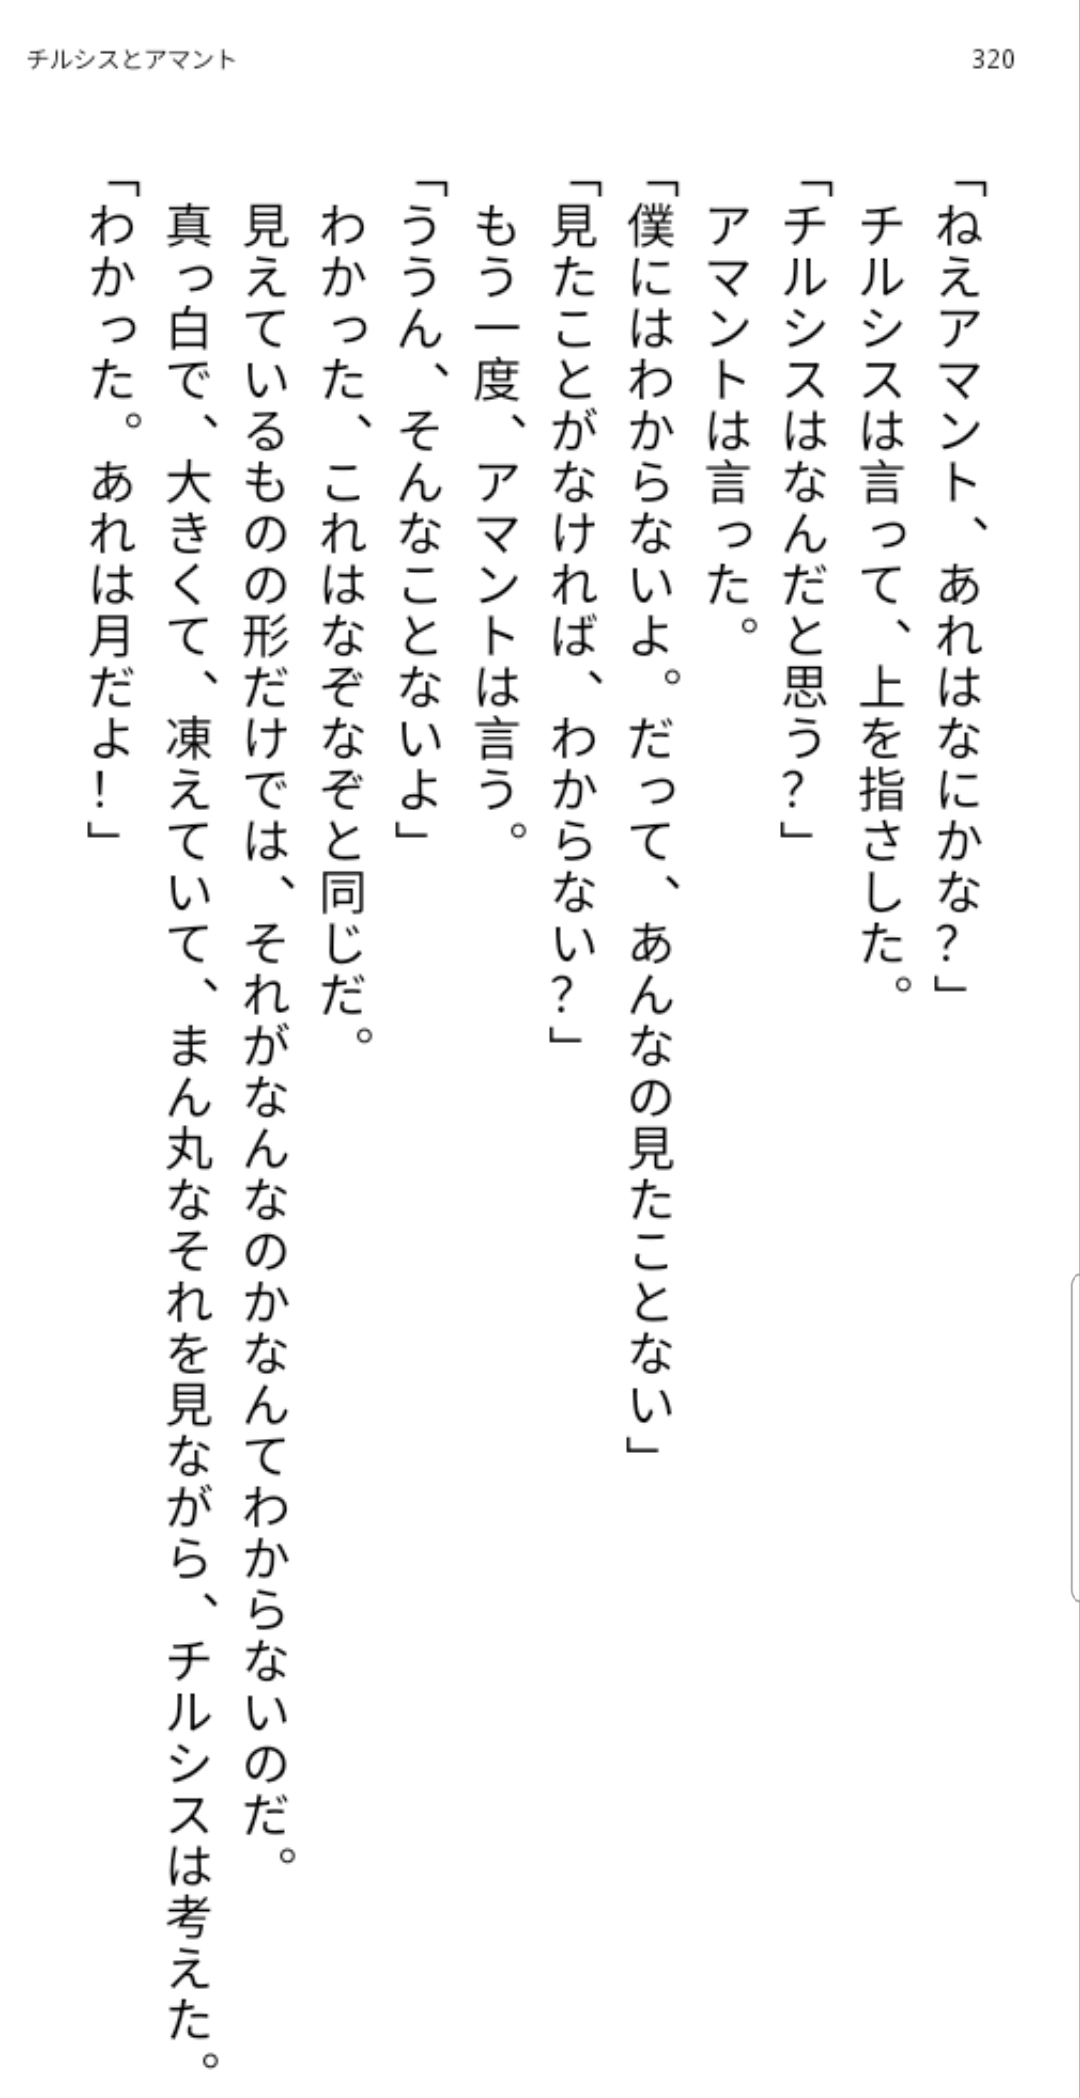 チルシスとアマント
320
「ねえアマント、あれはなにかな？」
チルシスは言って、上を指さした。
「チルシスはなんだと思う？」
アマントは言った。
「僕にはわからないよ。だって、あんなの見たことない」
「見たことがなければ、わからない？」
もう一度、アマントは言う。
「ううん、そんなことないよ」
わかった、これはなぞなぞと同じだ。
見えているものの形だけでは、それがなんなのかなんてわからないのだ。
真っ白で、大きくて、凍えていて、まん丸なそれを見ながら、チルシスは考えた。
「わかった。あれは月だよ！」